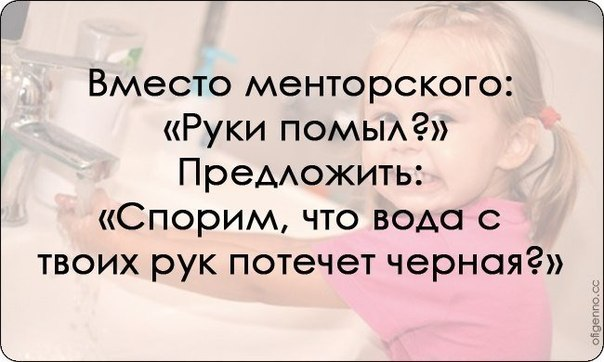 Вместо менторского:
«Руки помыл?»
Предложить:
«Спорим, что вода с
твоих рук потечет черная?»
ofigenno.cc